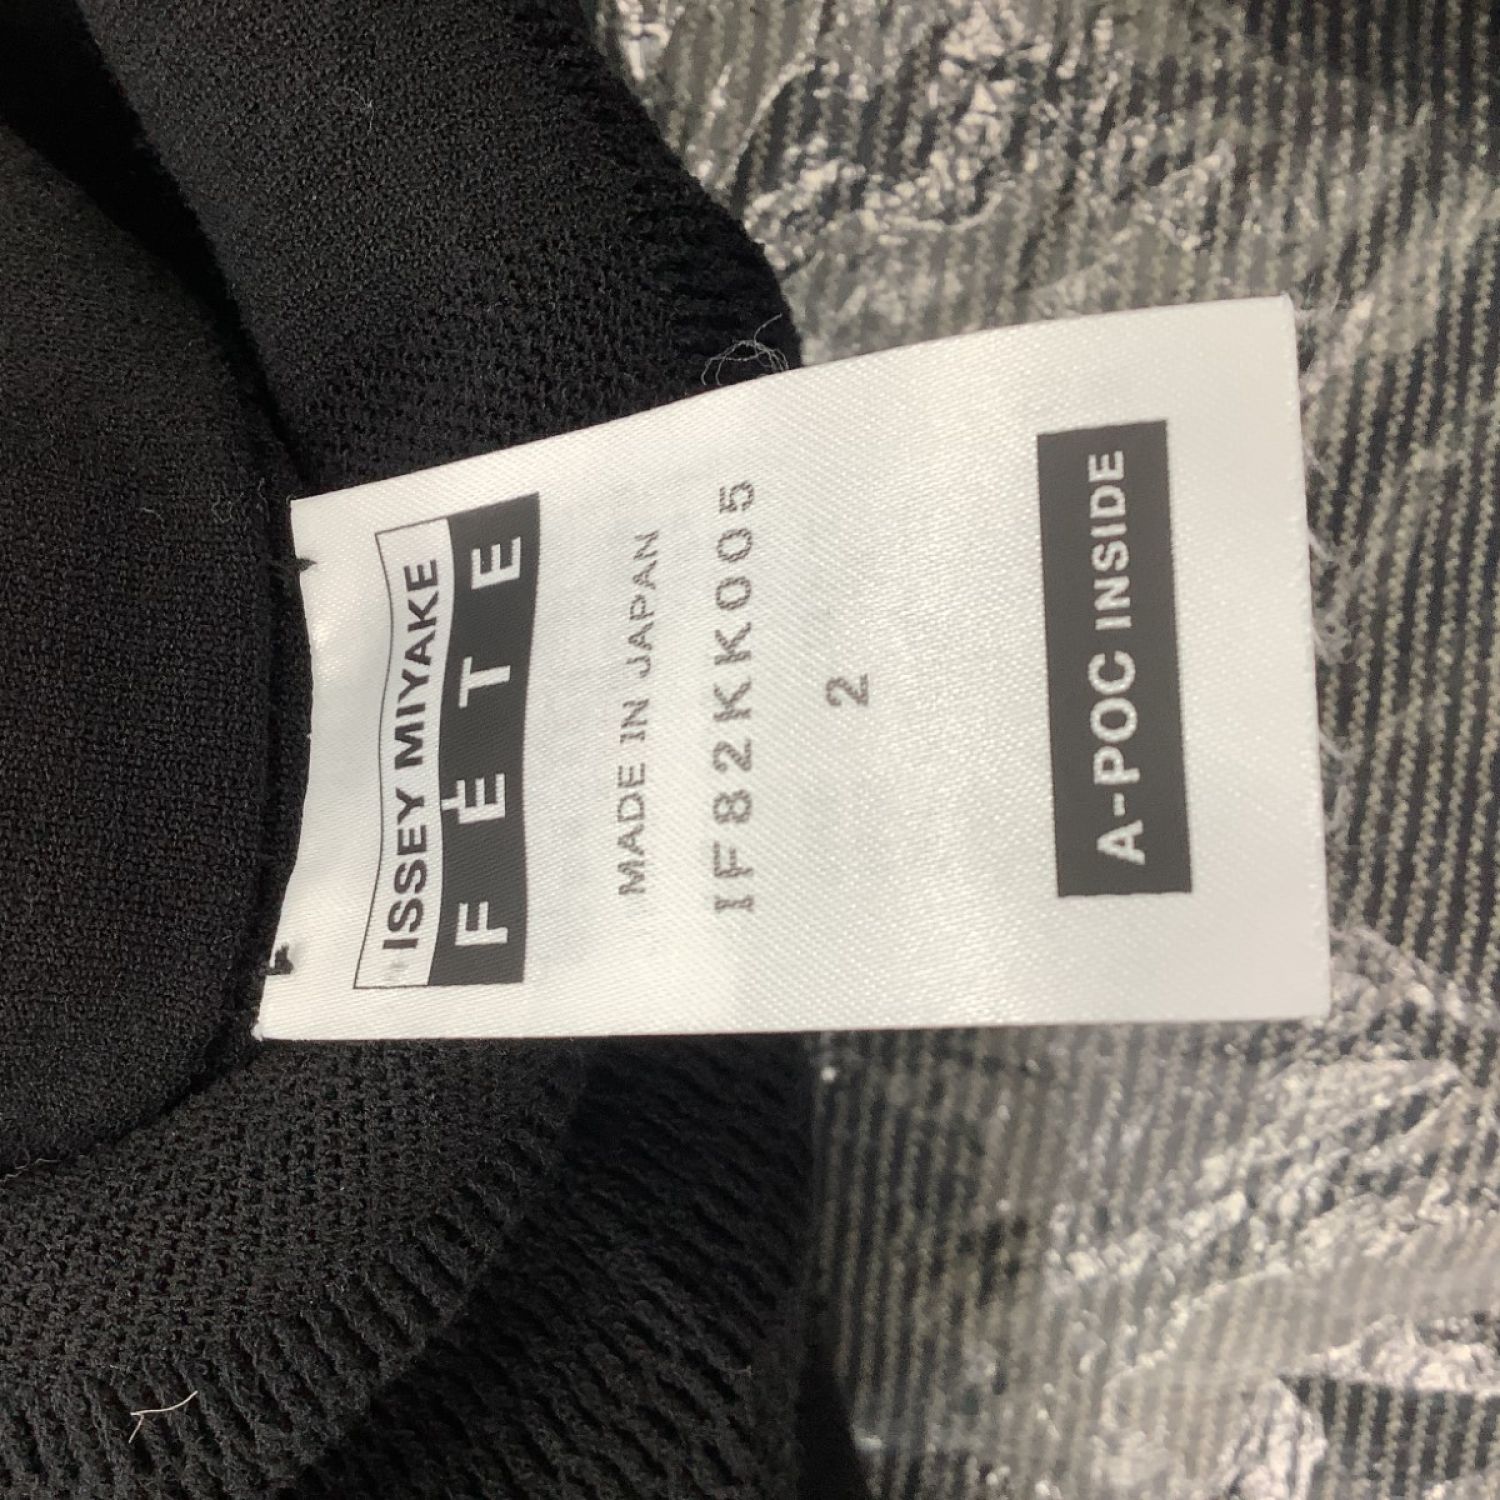 ISSEY MIYAKE
FÊTE
MADE IN JAPAN
IF82KK005
2
A-POC INSIDE